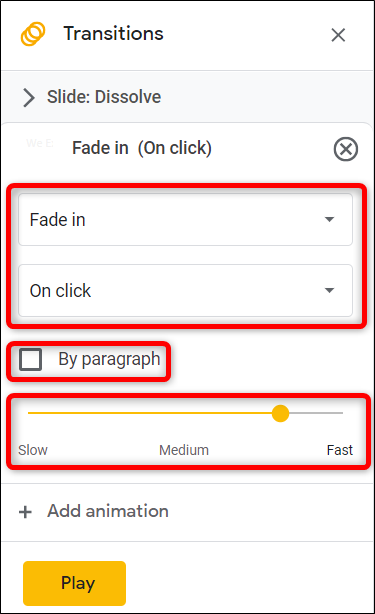 Transitions
Slide: Dissolve
We E
Fade in (On click)
Fade in
On click
By paragraph
Slow Medium Fast
Add animation
Play